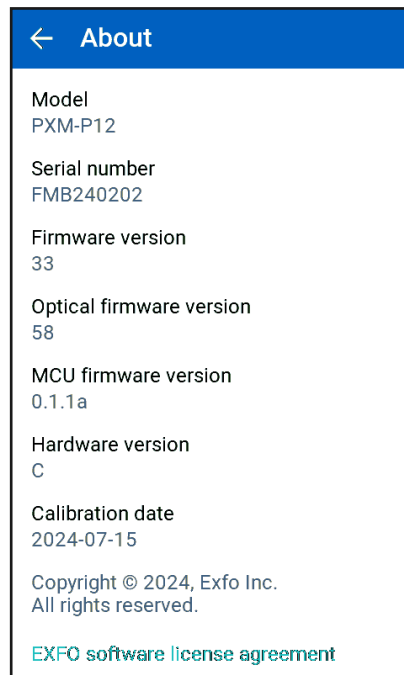 About
Model
PXM-P12
Serial number
FMB240202
Firmware version
33
Optical firmware version
58
MCU firmware version
0.1.1a
Hardware version
C
Calibration date
2024-07-15
Copyright © 2024, Exfo Inc.
All rights reserved.
EXFO software license agreement